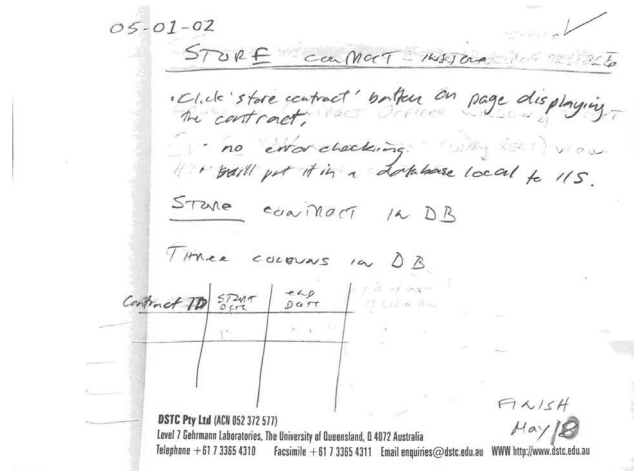 05-01-02
STORE CONTRACT
• Click 'store contract' button on page displaying
the contract.
• no error checking.
• will put it in a database local to IIS.
STORE CONTRACT IN DB
THREE COLOUNS IN DB
Contract ID START DATE END DATE
FINISH
May 18
DSTC Pty Ltd (ACN 052 372 577)
Level 7 Gehrmann Laboratories, The University of Queensland, Q 4072 Australia
Telephone +61 7 3365 4310 Facsimile +61 7 3365 4311 Email enquiries@dstc.edu.au WWW http://www.dstc.edu.au